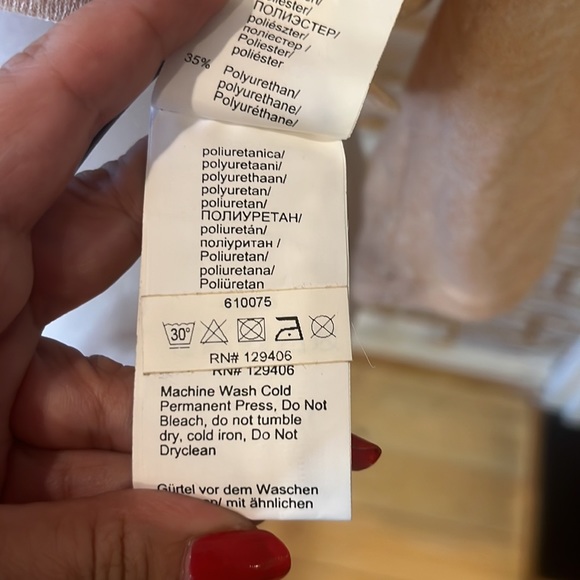 ПОЛИЭСТЕР/
poliészter/
поліестер /
Poliester/
poliéster
35%
Polyurethan/
polyurethane/
Polyuréthane/
poliuretanica/
polyuretaani/
polyurethaan/
polyuretan/
poliuretan/
ПОЛИУРЕТАН/
poliuretán/
поліуритан /
Poliuretan/
poliuretana/
Poliüretan
610075
30°
RN# 129406
RN# 129406
Machine Wash Cold
Permanent Press, Do Not
Bleach, do not tumble
dry, cold iron, Do Not
Dryclean
Gürtel vor dem Waschen
mit ähnlichen